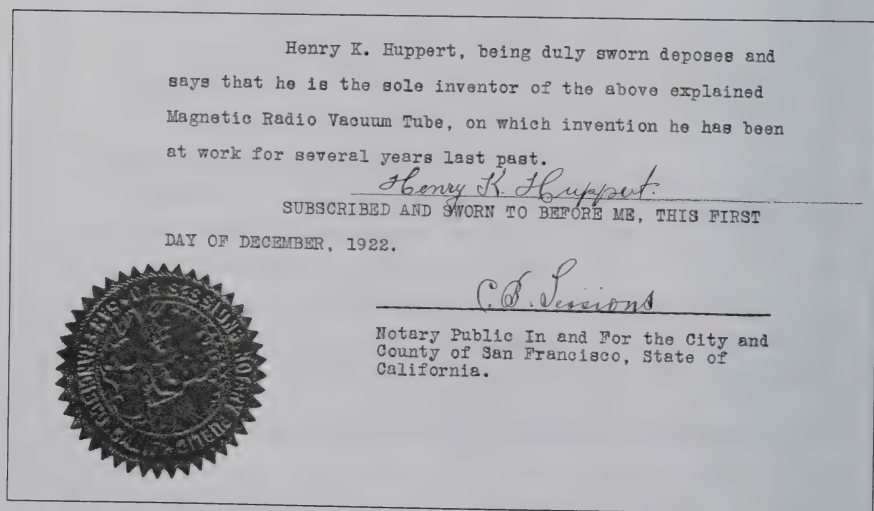 Henry K. Huppert, being duly sworn deposes and
says that he is the sole inventor of the above explained
Magnetic Radio Vacuum Tube, on which invention he has been
at work for several years last past.
Henry K. Huppert.
SUBSCRIBED AND SWORN TO BEFORE ME, THIS FIRST
DAY OF DECEMBER, 1922.
C. B. Sessions
Notary Public In and For the City and
County of San Francisco, State of
California.
SESSIONS NOTARY PUBLIC